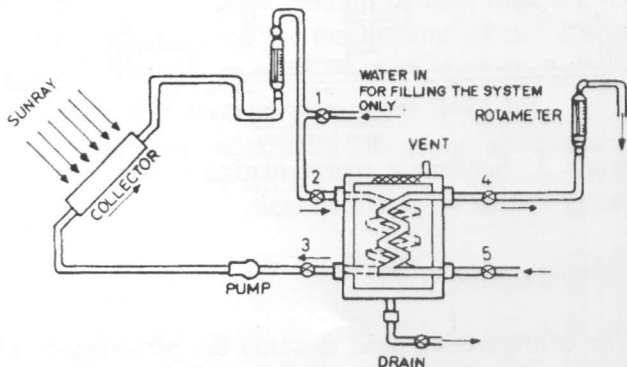 SUNRAY
COLLECTOR
1
WATER IN
FOR FILLING THE SYSTEM
ONLY
ROTAMETER
VENT
2
4
3
5
PUMP
DRAIN